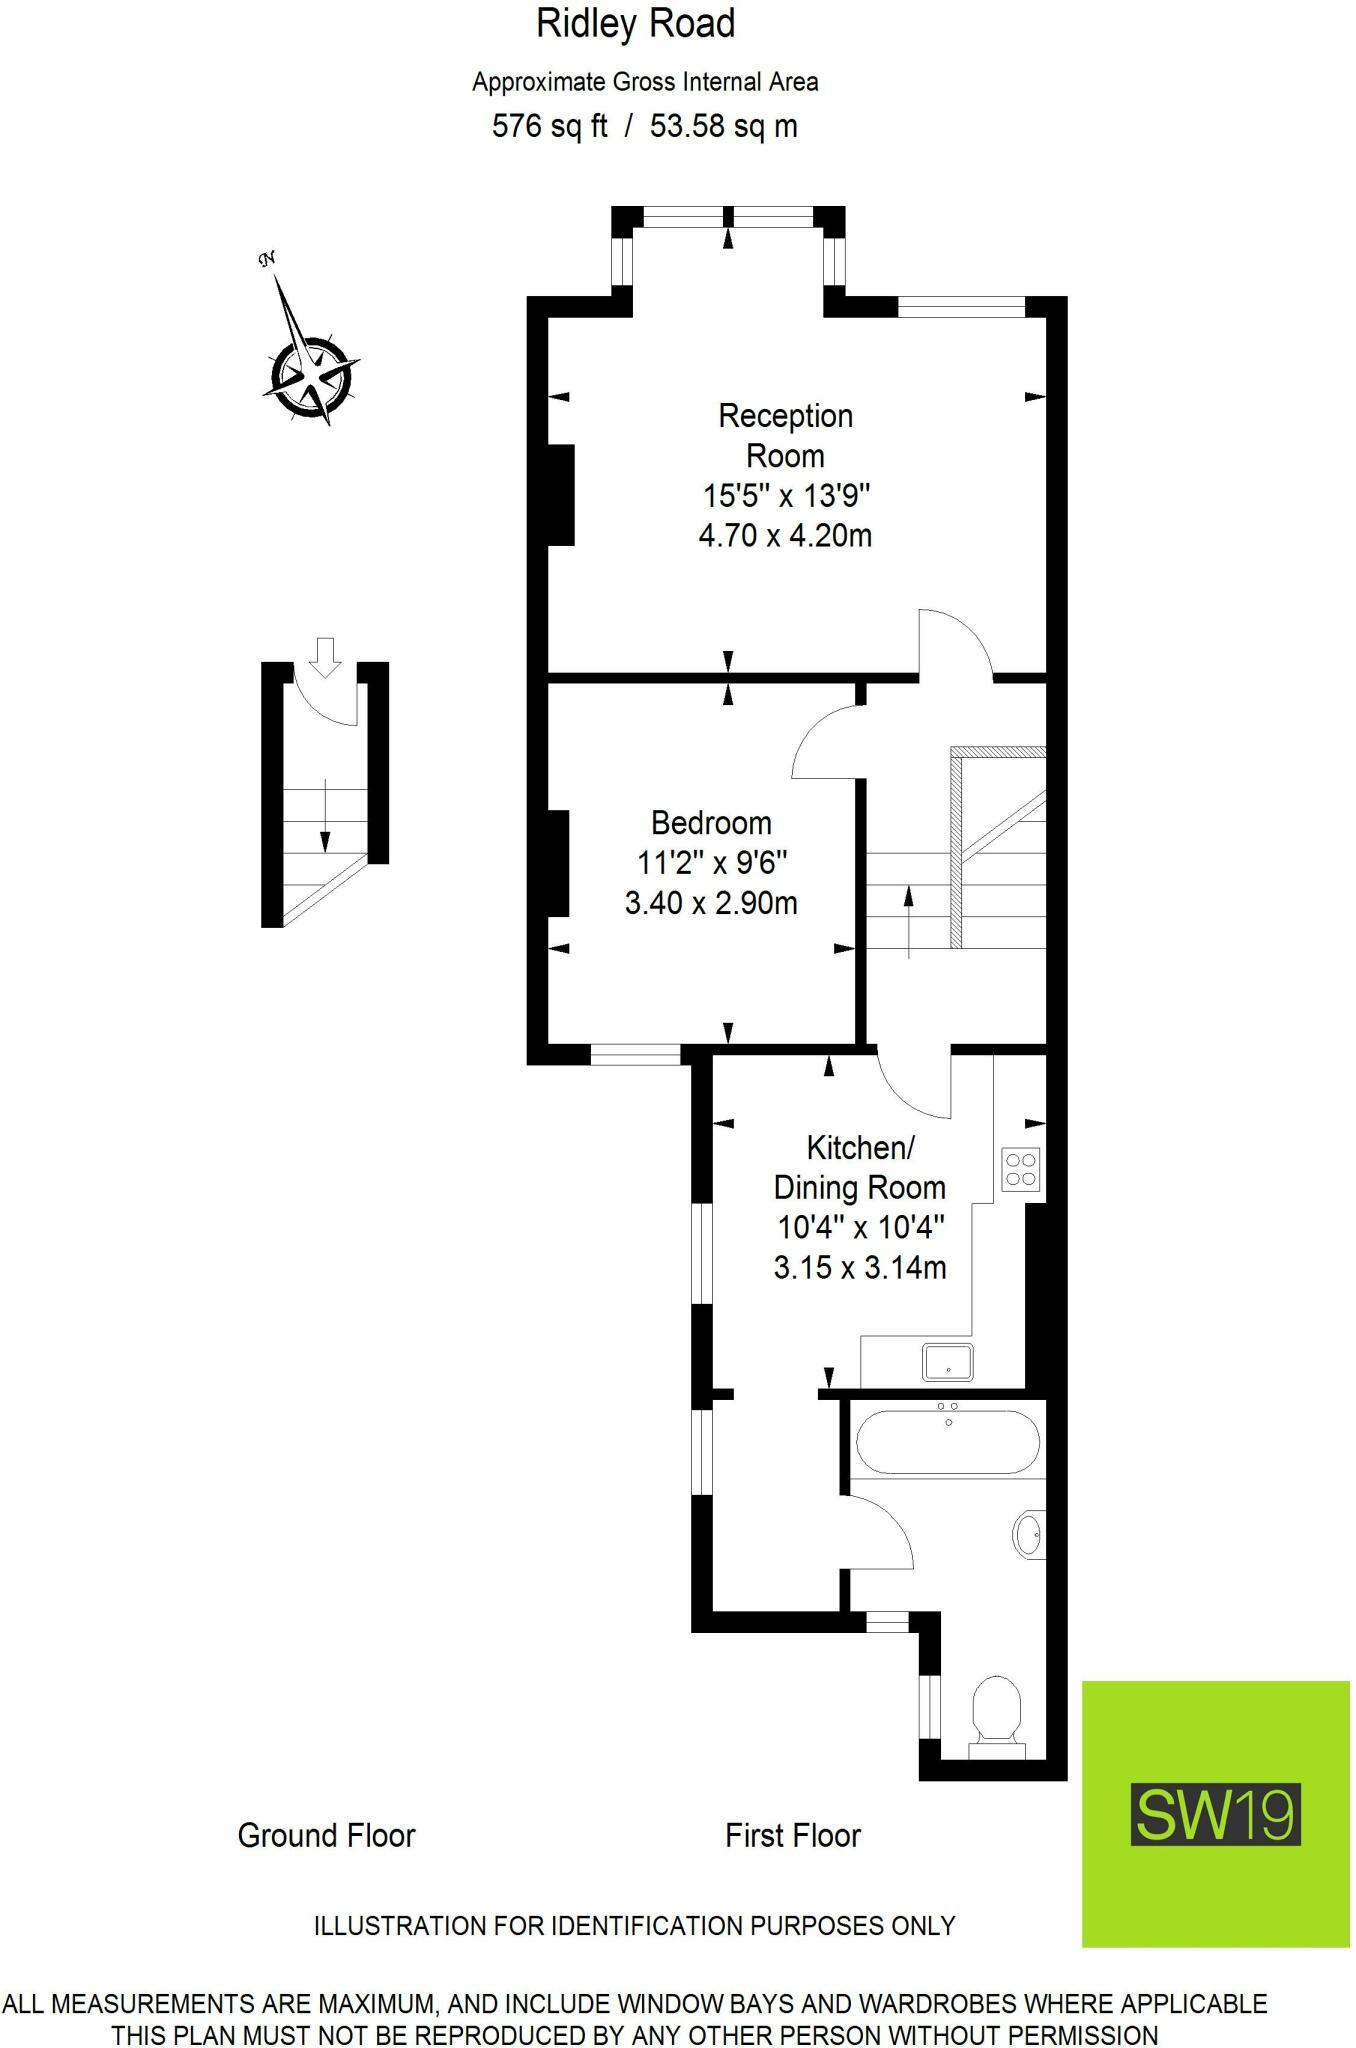 Ridley Road
Approximate Gross Internal Area
576 sq ft / 53.58 sq m
N
Reception
Room
15'5" x 13'9"
4.70 x 4.20m
Bedroom
11'2" x 9'6"
3.40 x 2.90m
Kitchen/
Dining Room
10'4" x 10'4"
3.15 x 3.14m
SW19
Ground Floor
First Floor
ILLUSTRATION FOR IDENTIFICATION PURPOSES ONLY
ALL MEASUREMENTS ARE MAXIMUM, AND INCLUDE WINDOW BAYS AND WARDROBES WHERE APPLICABLE
THIS PLAN MUST NOT BE REPRODUCED BY ANY OTHER PERSON WITHOUT PERMISSION